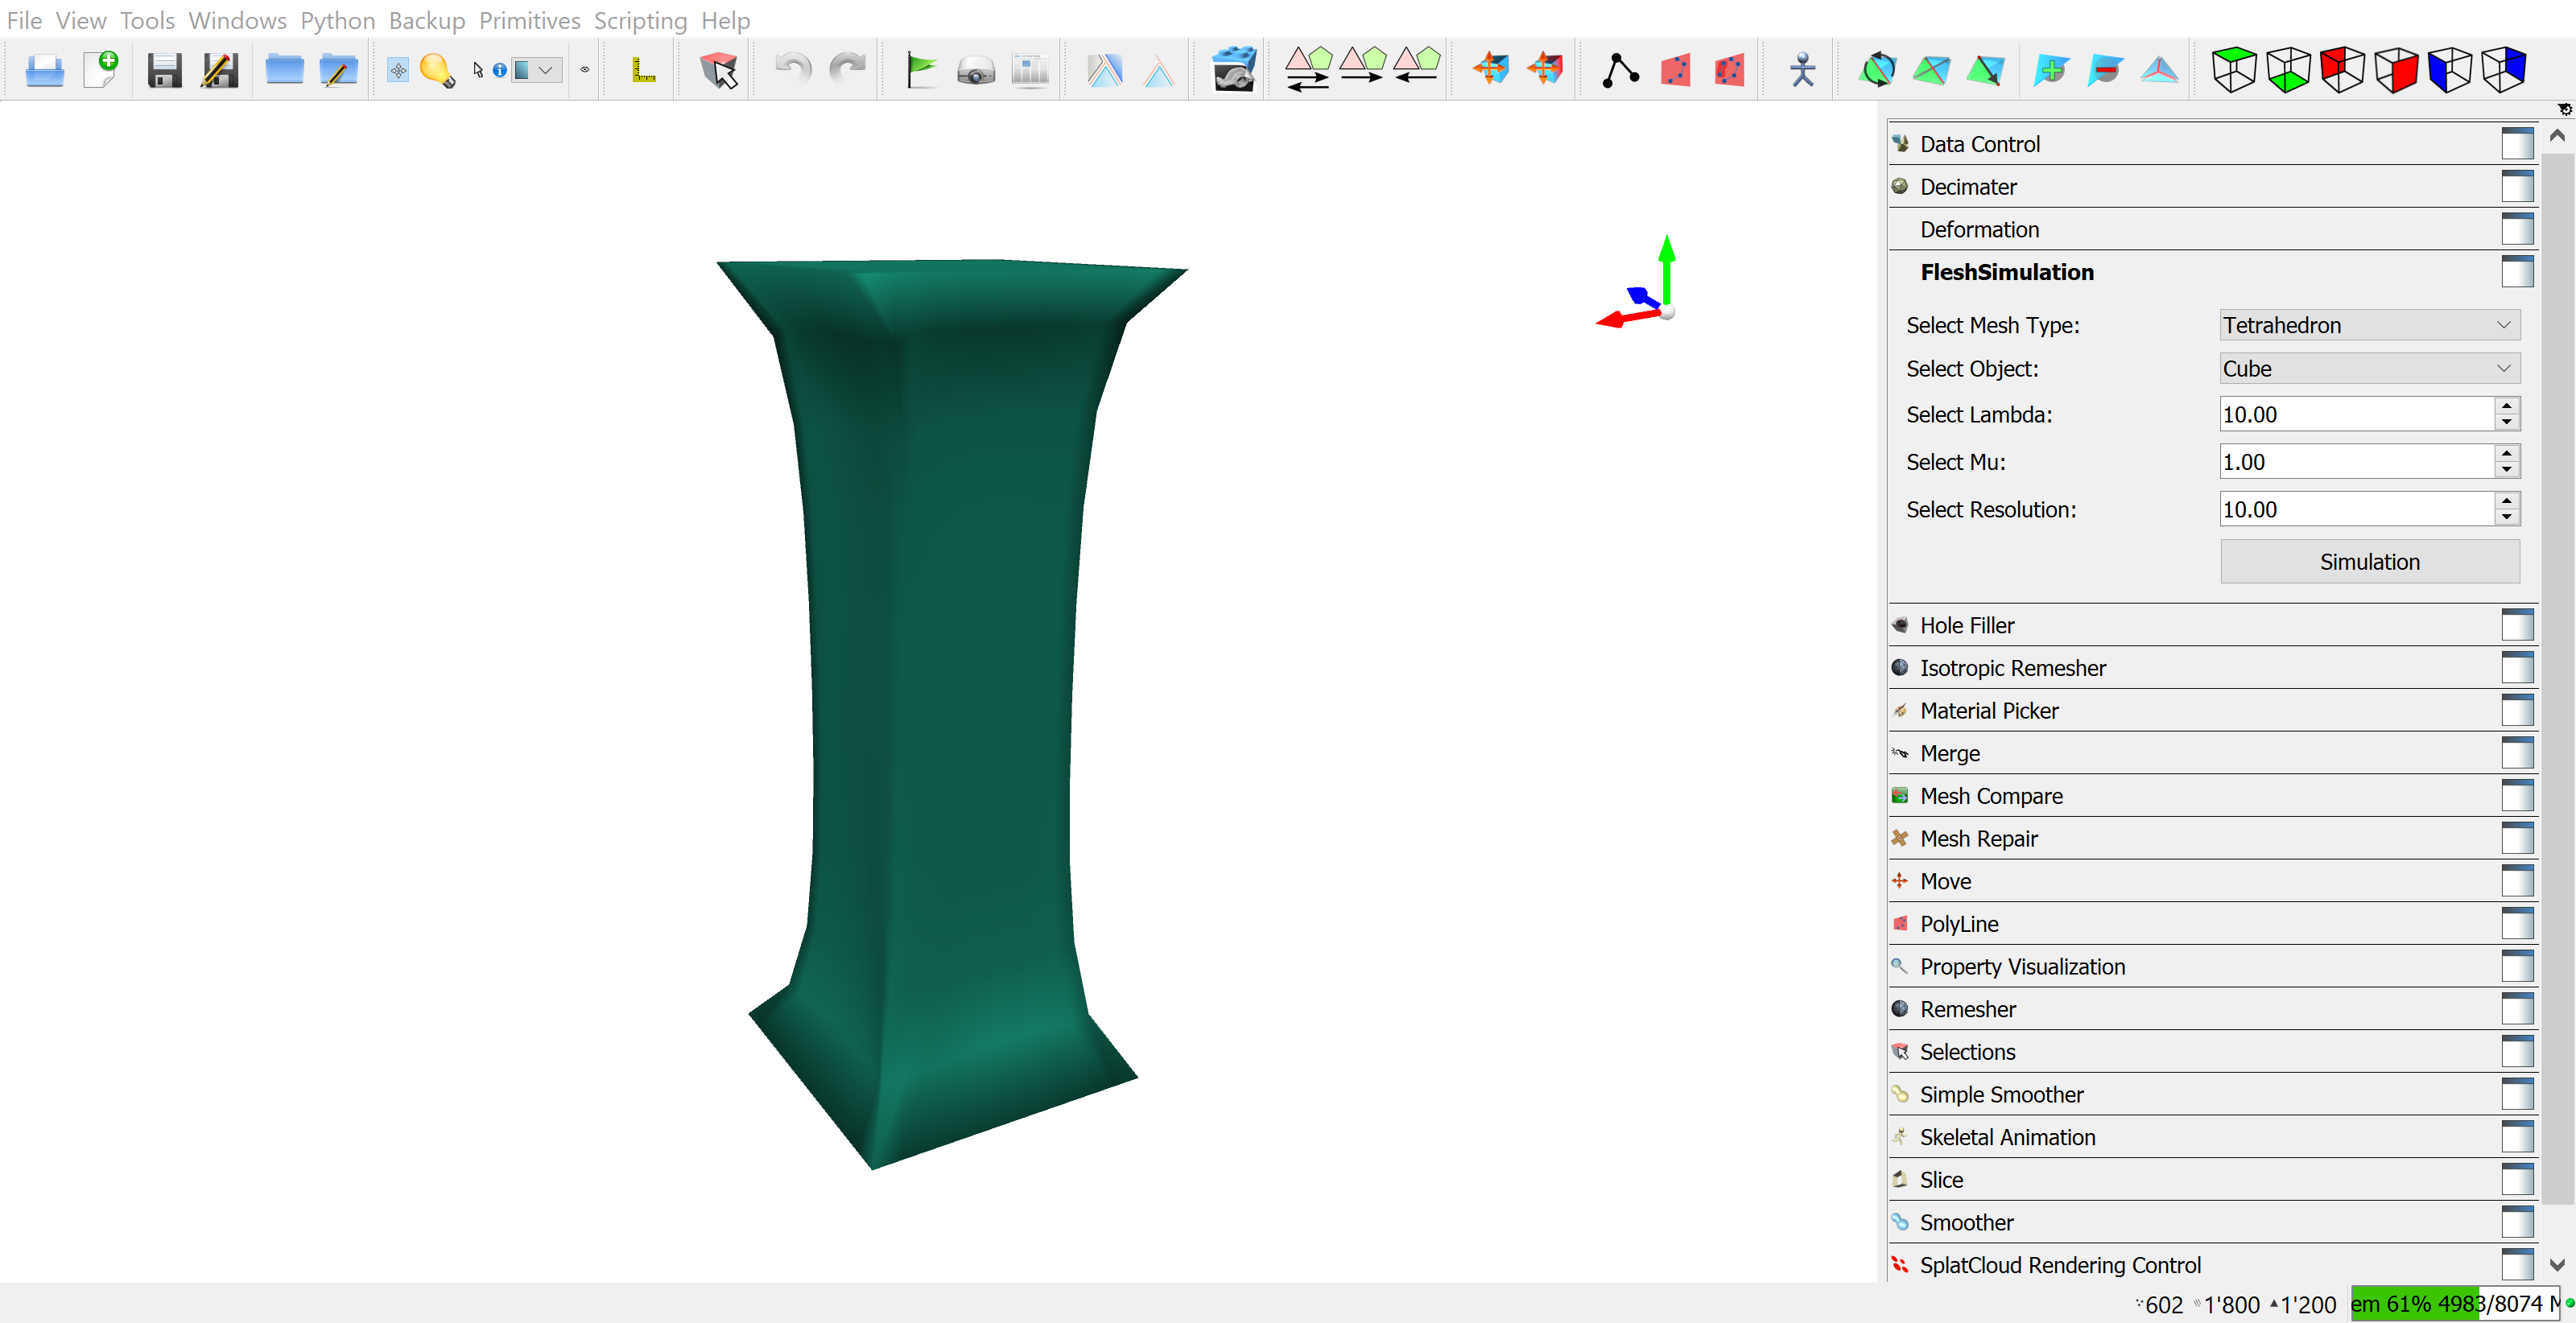 File View Tools Windows Python Backup Primitives Scripting Help
Data Control
Decimater
Deformation
FleshSimulation
Select Mesh Type: Tetrahedron
Select Object: Cube
Select Lambda: 10.00
Select Mu: 1.00
Select Resolution: 10.00
Simulation
Hole Filler
Isotropic Remesher
Material Picker
Merge
Mesh Compare
Mesh Repair
Move
PolyLine
Property Visualization
Remesher
Selections
Simple Smoother
Skeletal Animation
Slice
Smoother
SplatCloud Rendering Control
602 1'800 1'200 em 61% 4983/8074 M